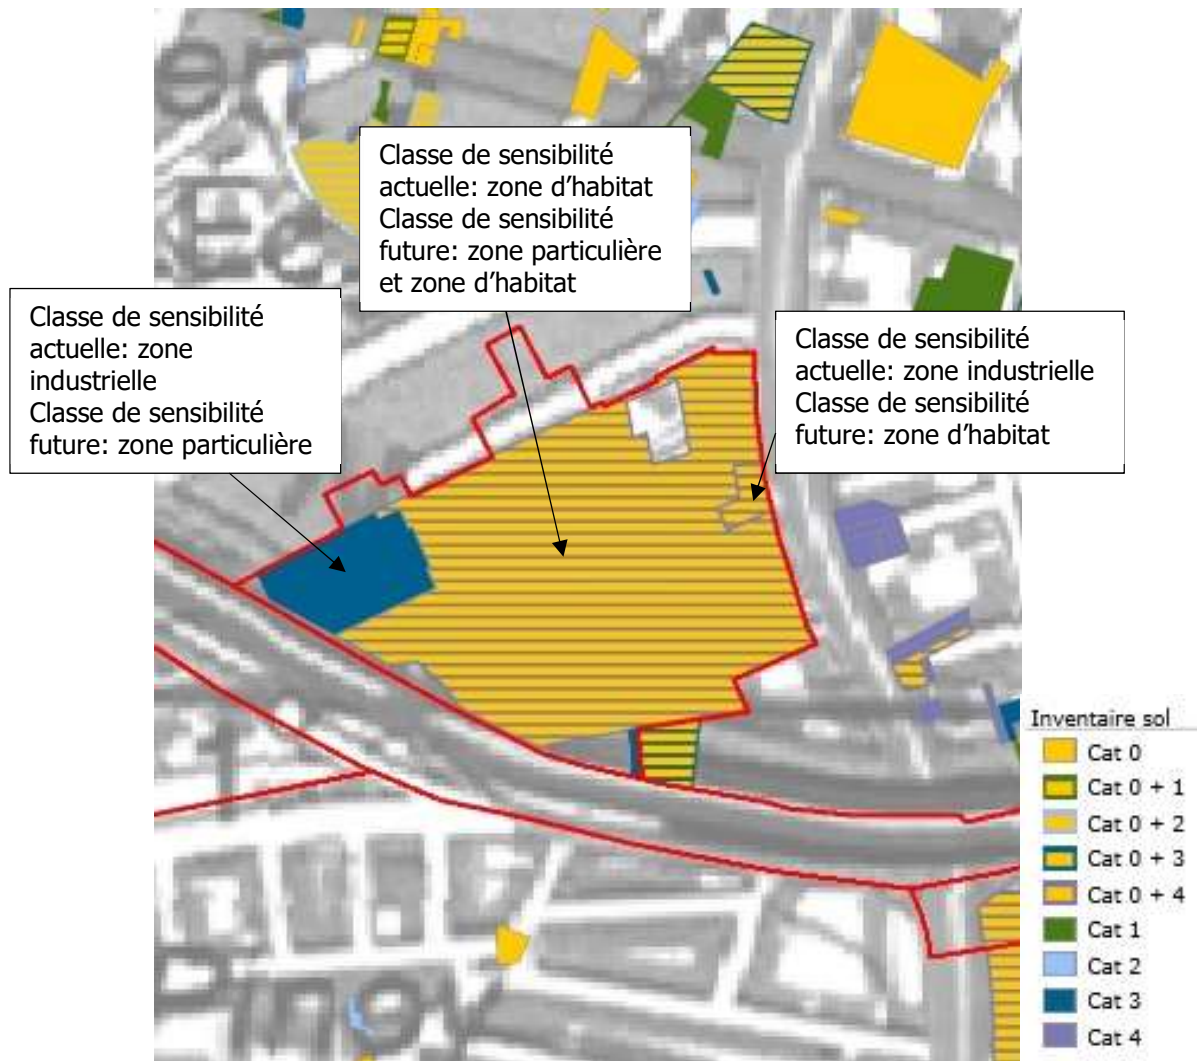 Classe de sensibilité
actuelle: zone d’habitat
Classe de sensibilité
future: zone particulière
et zone d’habitat
Classe de sensibilité
actuelle: zone
industrielle
Classe de sensibilité
future: zone particulière
Classe de sensibilité
actuelle: zone industrielle
Classe de sensibilité
future: zone d’habitat
Inventaire sol
Cat 0
Cat 0 + 1
Cat 0 + 2
Cat 0 + 3
Cat 0 + 4
Cat 1
Cat 2
Cat 3
Cat 4